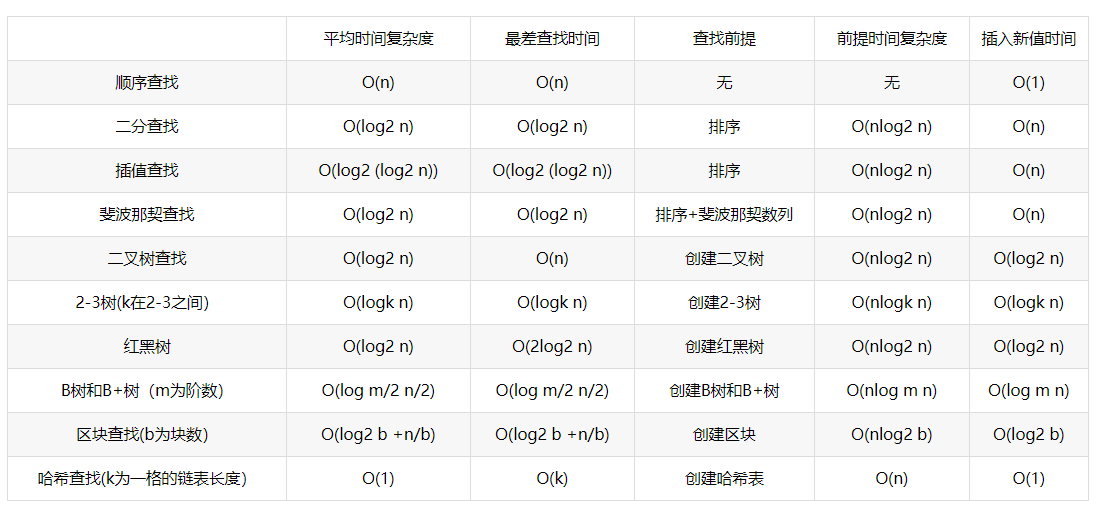 平均时间复杂度 最差查找时间 查找前提 前提时间复杂度 插入新值时间
顺序查找 O(n) O(n) 无 无 O(1)
二分查找 O(log2 n) O(log2 n) 排序 O(nlog2 n) O(n)
插值查找 O(log2 (log2 n)) O(log2 (log2 n)) 排序 O(nlog2 n) O(n)
斐波那契查找 O(log2 n) O(log2 n) 排序+斐波那契数列 O(nlog2 n) O(n)
二叉树查找 O(log2 n) O(n) 创建二叉树 O(nlog2 n) O(log2 n)
2-3树(k在2-3之间) O(logk n) O(logk n) 创建2-3树 O(nlogk n) O(logk n)
红黑树 O(log2 n) O(2log2 n) 创建红黑树 O(nlog2 n) O(log2 n)
B树和B+树（m为阶数） O(log m/2 n/2) O(log m/2 n/2) 创建B树和B+树 O(nlog m n) O(log m n)
区块查找(b为块数) O(log2 b +n/b) O(log2 b +n/b) 创建区块 O(nlog2 b) O(log2 b)
哈希查找(k为一格的链表长度) O(1) O(k) 创建哈希表 O(n) O(1)